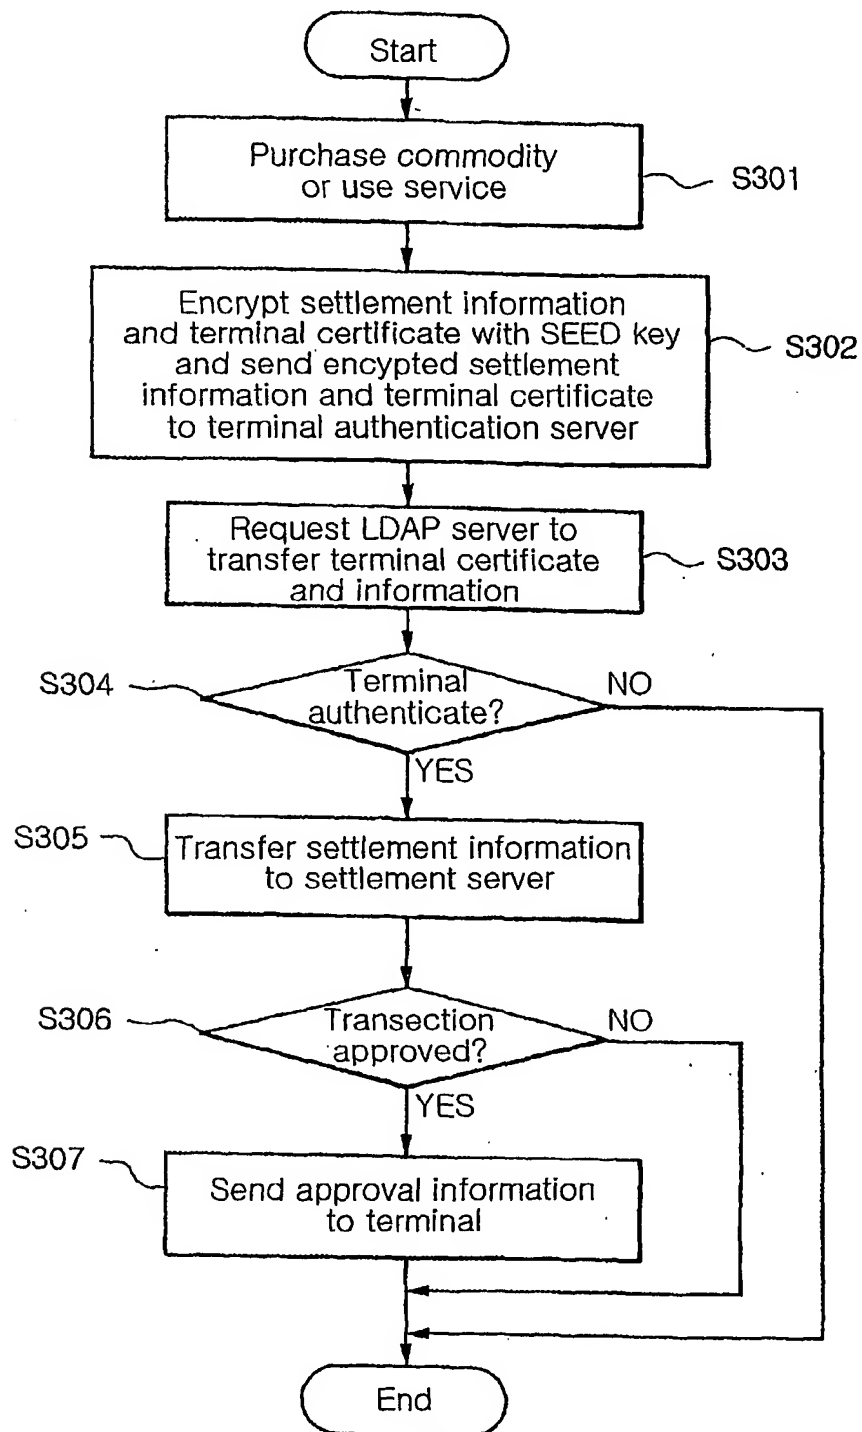 Start
Purchase commodity
or use service
S301
Encrypt settlement information
and terminal certificate with SEED key
and send encrypted settlement
information and terminal certificate
to terminal authentication server
S302
Request LDAP server to
transfer terminal certificate
and information
S303
S304
Terminal
authenticate?
NO
YES
S305
Transfer settlement information
to settlement server
S306
Transection
approved?
NO
YES
S307
Send approval information
to terminal
End